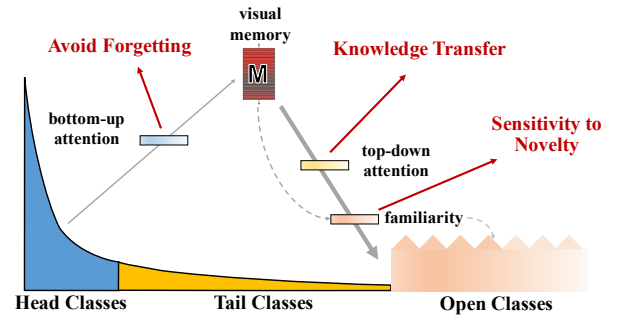 visual
memory
Avoid Forgetting
Knowledge Transfer
M
bottom-up
attention
Sensitivity to
Novelty
top-down
attention
familiarity
Head Classes
Tail Classes
Open Classes